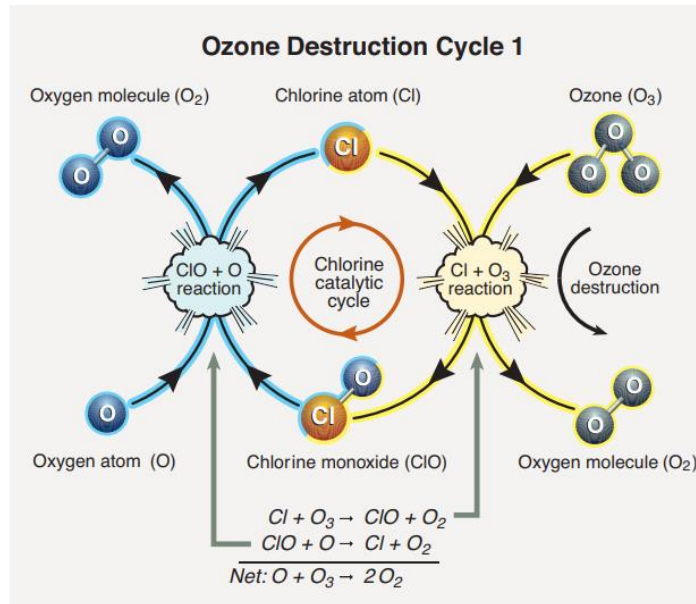 Ozone Destruction Cycle 1
Oxygen molecule (O₂)
Chlorine atom (Cl)
Ozone (O₃)
O
O
Cl
O
O
O
ClO + O
reaction
Chlorine
catalytic
cycle
Cl + O₃
reaction
Ozone
destruction
O
Cl
O
O
O
Oxygen atom (O)
Chlorine monoxide (ClO)
Oxygen molecule (O₂)
Cl + O₃ → ClO + O₂
ClO + O → Cl + O₂
Net: O + O₃ → 2 O₂